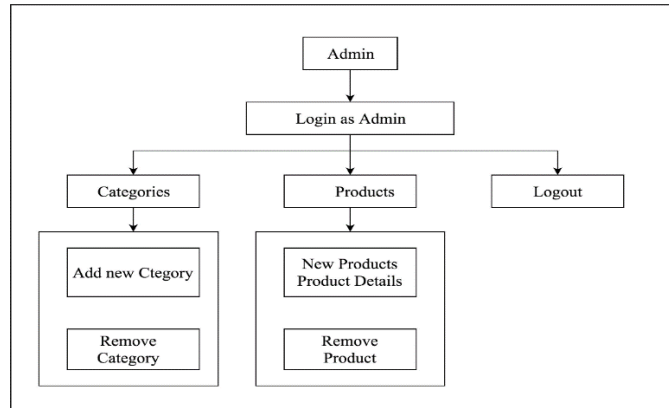 Admin
Login as Admin
Categories
Products
Logout
Add new Ctegory
New Products
Product Details
Remove
Category
Remove
Product